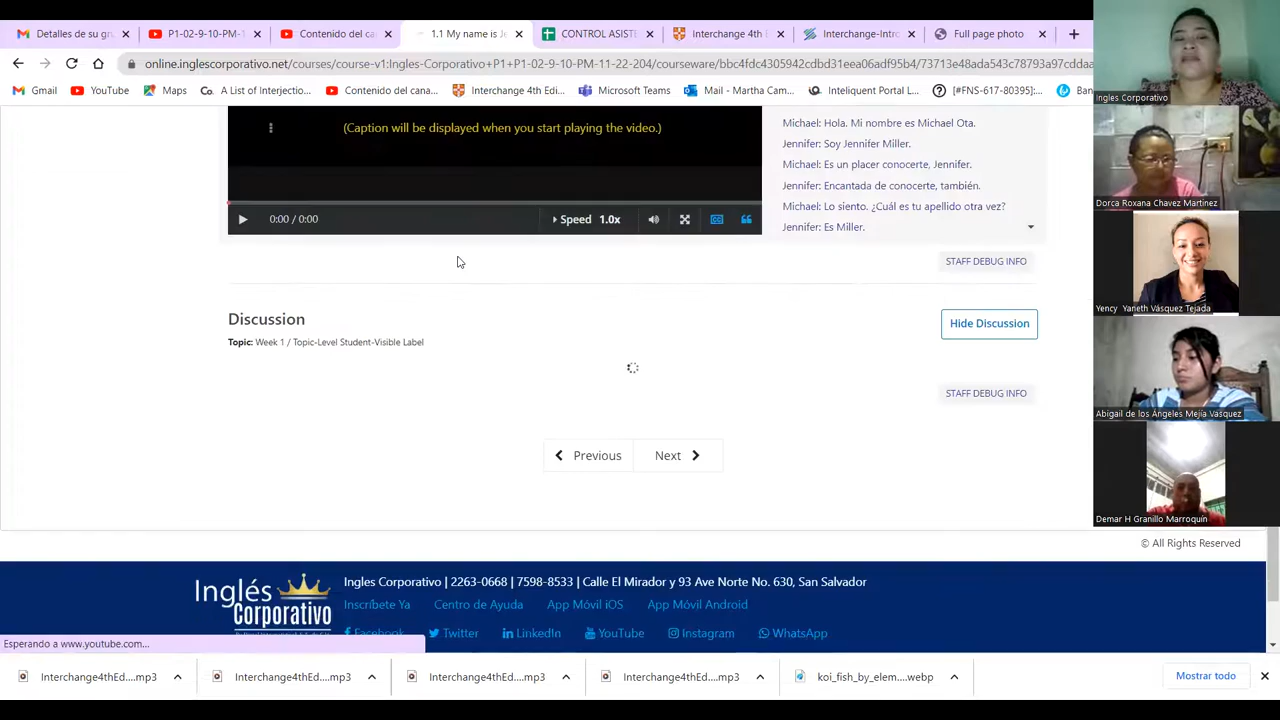 Detalles de su gr
P1-02-9-10-PM-
Contenido del ca
1.1 My name is Je
CONTROL ASISTE
Interchange 4th E
Interchange-Intro
Full page photo
online.inglescorporativo.net/courses/course-v1:Ingles-Corporativo+P1+P1-02-9-10-PM-11-22-204/courseware/bbc4fdc4305942cdbd31eea06adf95b4/73713e48ada543c78793a97cddaa
Gmail
YouTube
Maps
A List of Interjectio...
Contenido del cana...
Interchange 4th Edi...
Microsoft Teams
Mail - Martha Cam...
Inteliquent Portal L...
[#FNS-617-80395]:...
Ban
Ingles Corporativo
(Caption will be displayed when you start playing the video.)
Michael: Hola. Mi nombre es Michael Ota.
Jennifer: Soy Jennifer Miller.
Michael: Es un placer conocerte, Jennifer.
Jennifer: Encantada de conocerte, también.
Michael: Lo siento. ¿Cuál es tu apellido otra vez?
Jennifer: Es Miller.
0:00 / 0:00
Speed 1.0x
STAFF DEBUG INFO
Dorca Roxana Chavez Martinez
Discussion
Hide Discussion
Topic: Week 1 / Topic-Level Student-Visible Label
Yency Yaneth Vásquez Tejada
STAFF DEBUG INFO
Abigail de los Ángeles Mejía Vasquez
Previous
Next
Demar H Granillo Marroquín
© All Rights Reserved
Inglés Corporativo
Ingles Corporativo | 2263-0668 | 7598-8533 | Calle El Mirador y 93 Ave Norte No. 630, San Salvador
Inscríbete Ya
Centro de Ayuda
App Móvil iOS
App Móvil Android
Facebook
Twitter
LinkedIn
YouTube
Instagram
WhatsApp
Esperando a www.youtube.com...
Interchange4thEd....mp3
Interchange4thEd....mp3
Interchange4thEd....mp3
Interchange4thEd....mp3
koi_fish_by_elem....webp
Mostrar todo